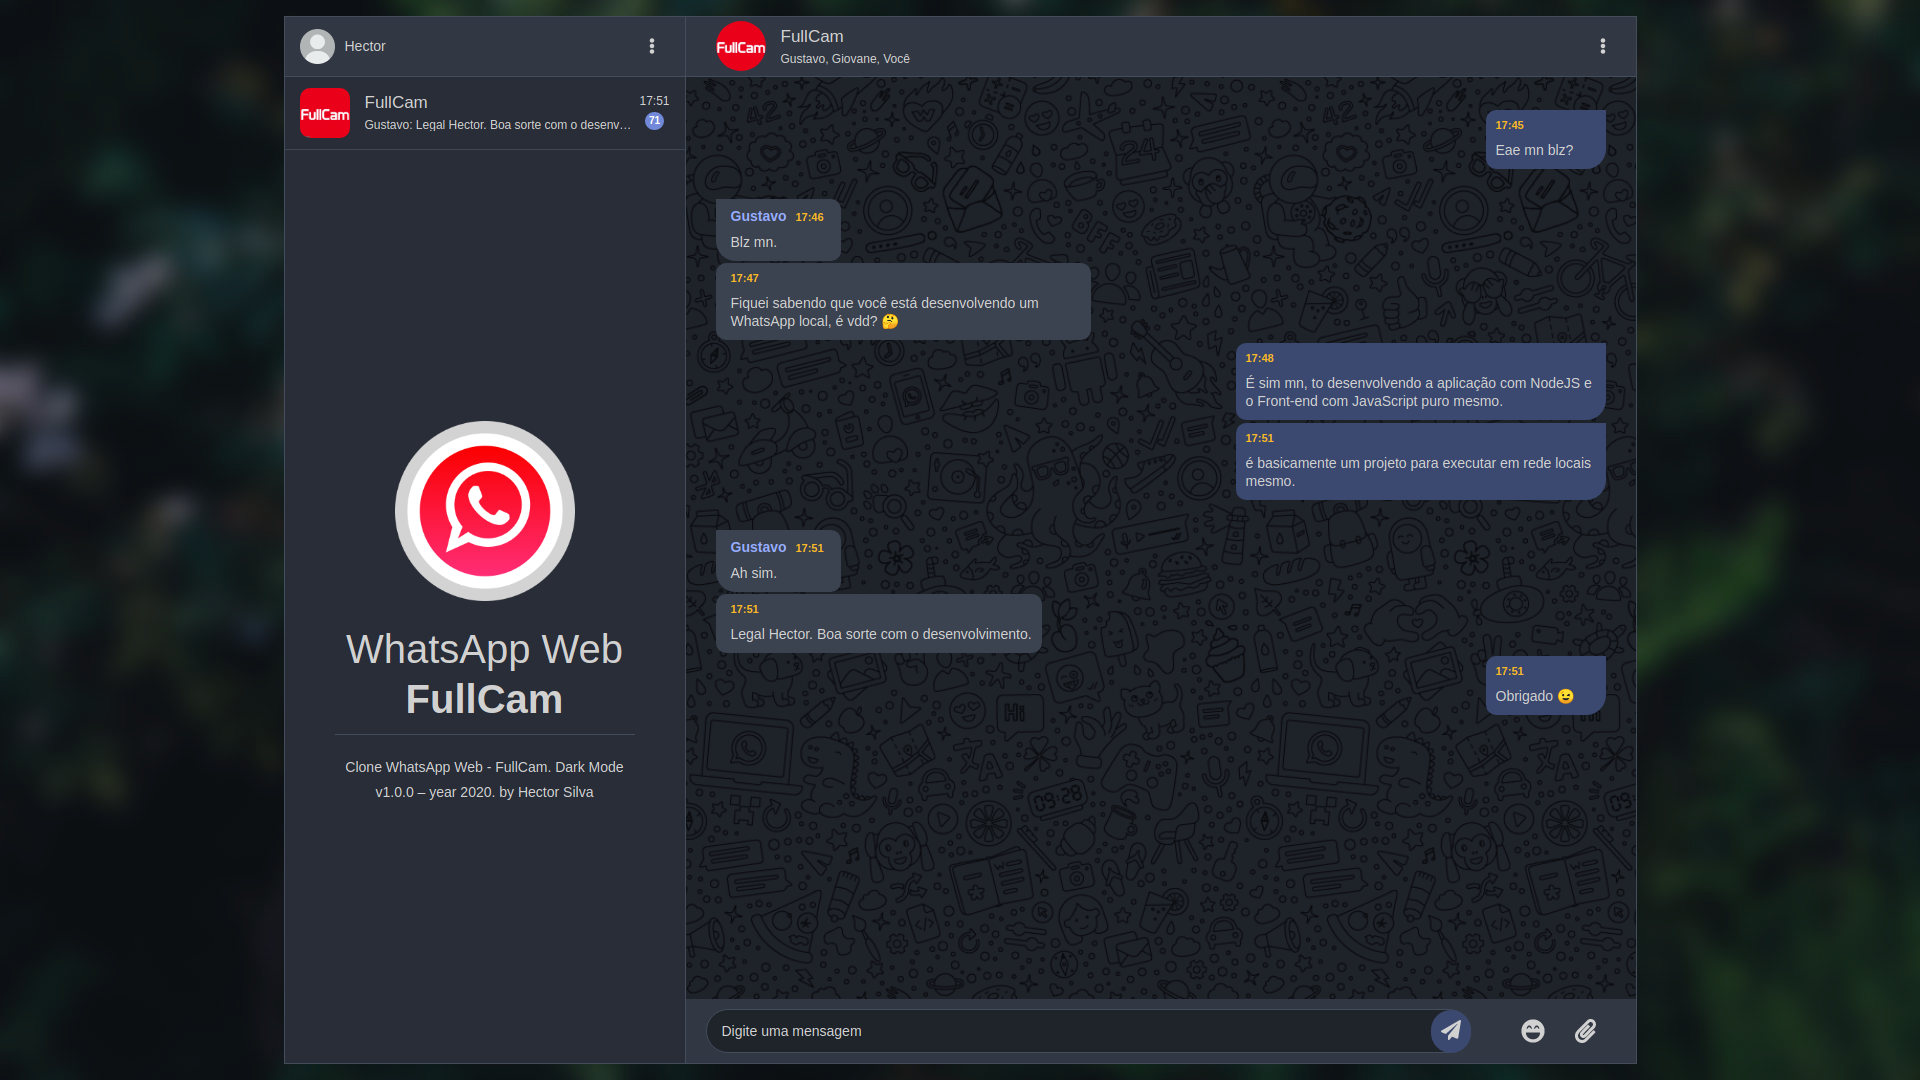 Hector
FullCam
FullCam
17:51
Gustavo: Legal Hector. Boa sorte com o desenv…
71
WhatsApp Web
FullCam
Clone WhatsApp Web - FullCam. Dark Mode
v1.0.0 – year 2020. by Hector Silva
FullCam
FullCam
Gustavo, Giovane, Você
17:45
Eae mn blz?
Gustavo 17:46
Blz mn.
17:47
Fiquei sabendo que você está desenvolvendo um
WhatsApp local, é vdd? 🤔
17:48
É sim mn, to desenvolvendo a aplicação com NodeJS e
o Front-end com JavaScript puro mesmo.
17:51
é basicamente um projeto para executar em rede locais
mesmo.
Gustavo 17:51
Ah sim.
17:51
Legal Hector. Boa sorte com o desenvolvimento.
17:51
Obrigado 😉
24
Hi
09:28
Digite uma mensagem